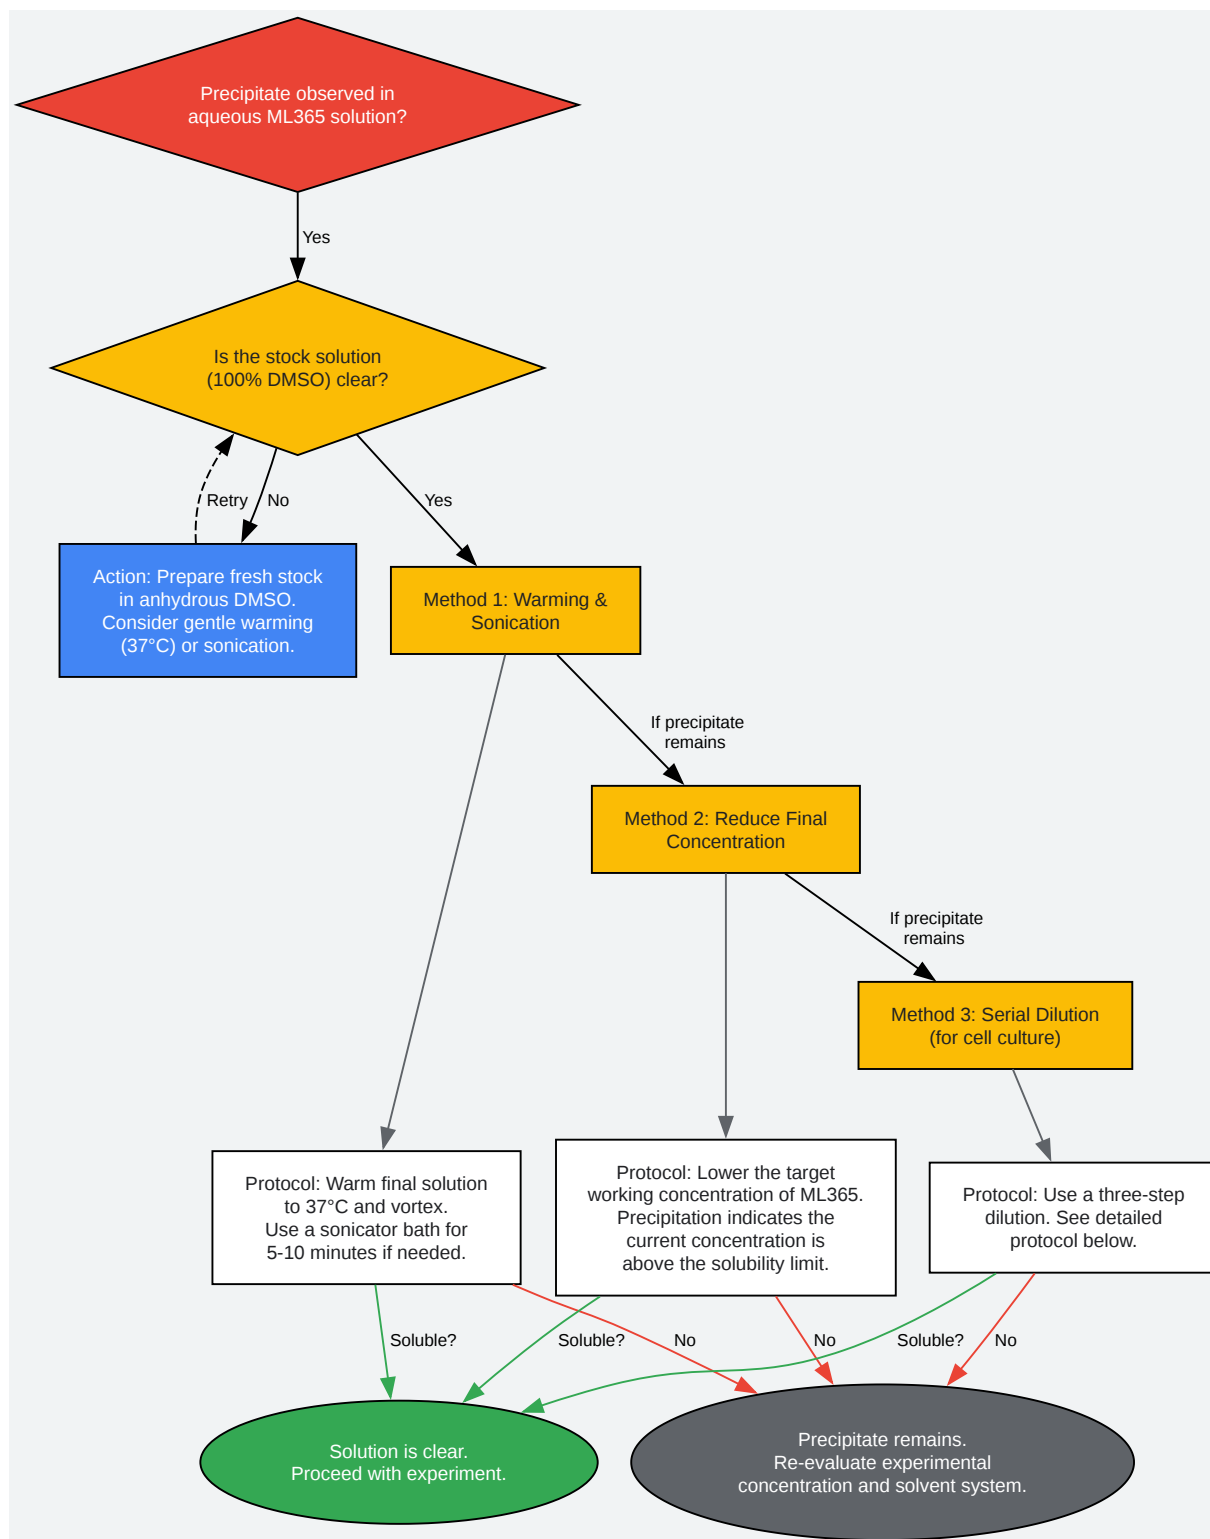 Precipitate observed in
aqueous ML365 solution?
Yes
Is the stock solution
(100% DMSO) clear?
Retry
No
Yes
Action: Prepare fresh stock
in anhydrous DMSO.
Consider gentle warming
(37°C) or sonication.
Method 1: Warming &
Sonication
If precipitate
remains
Method 2: Reduce Final
Concentration
If precipitate
remains
Method 3: Serial Dilution
(for cell culture)
Protocol: Warm final solution
to 37°C and vortex.
Use a sonicator bath for
5-10 minutes if needed.
Protocol: Lower the target
working concentration of ML365.
Precipitation indicates the
current concentration is
above the solubility limit.
Protocol: Use a three-step
dilution. See detailed
protocol below.
Soluble?
No
Soluble?
No
Soluble?
No
Solution is clear.
Proceed with experiment.
Precipitate remains.
Re-evaluate experimental
concentration and solvent system.